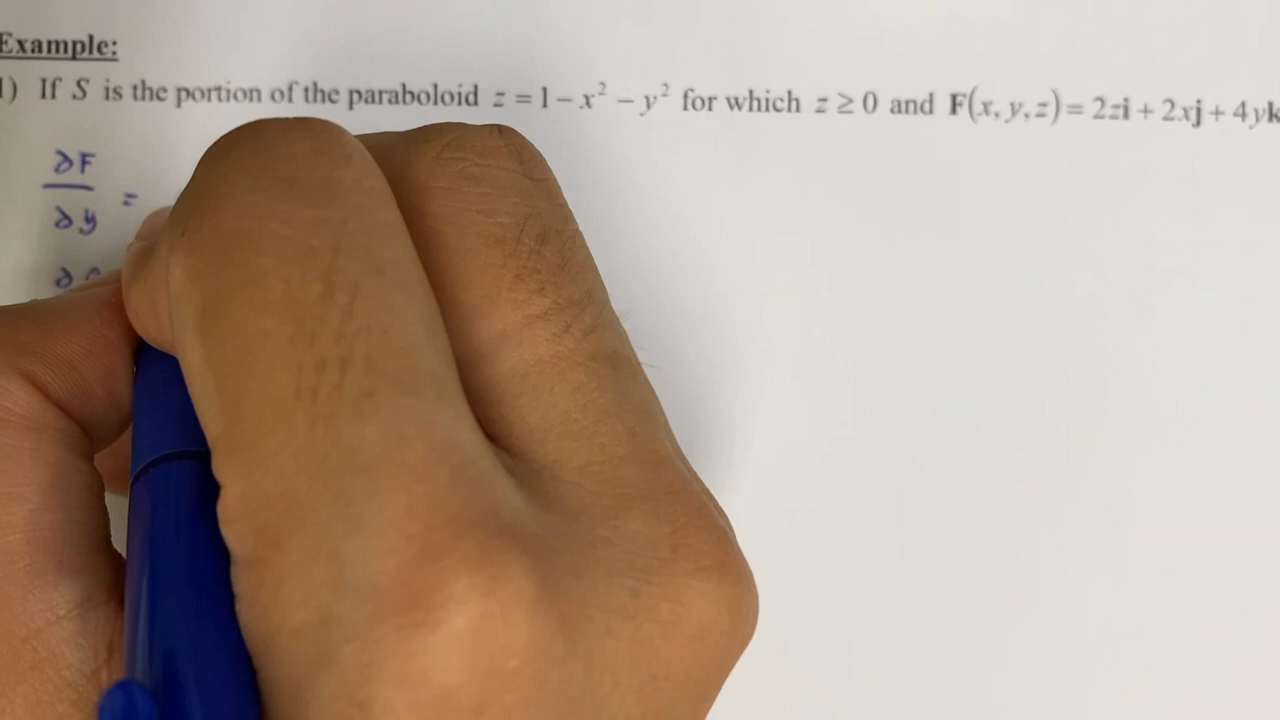 Example:
1) If S is the portion of the paraboloid z = 1 − x² − y² for which z ≥ 0 and F(x, y, z) = 2zi + 2xj + 4yk
∂F
∂y =
∂